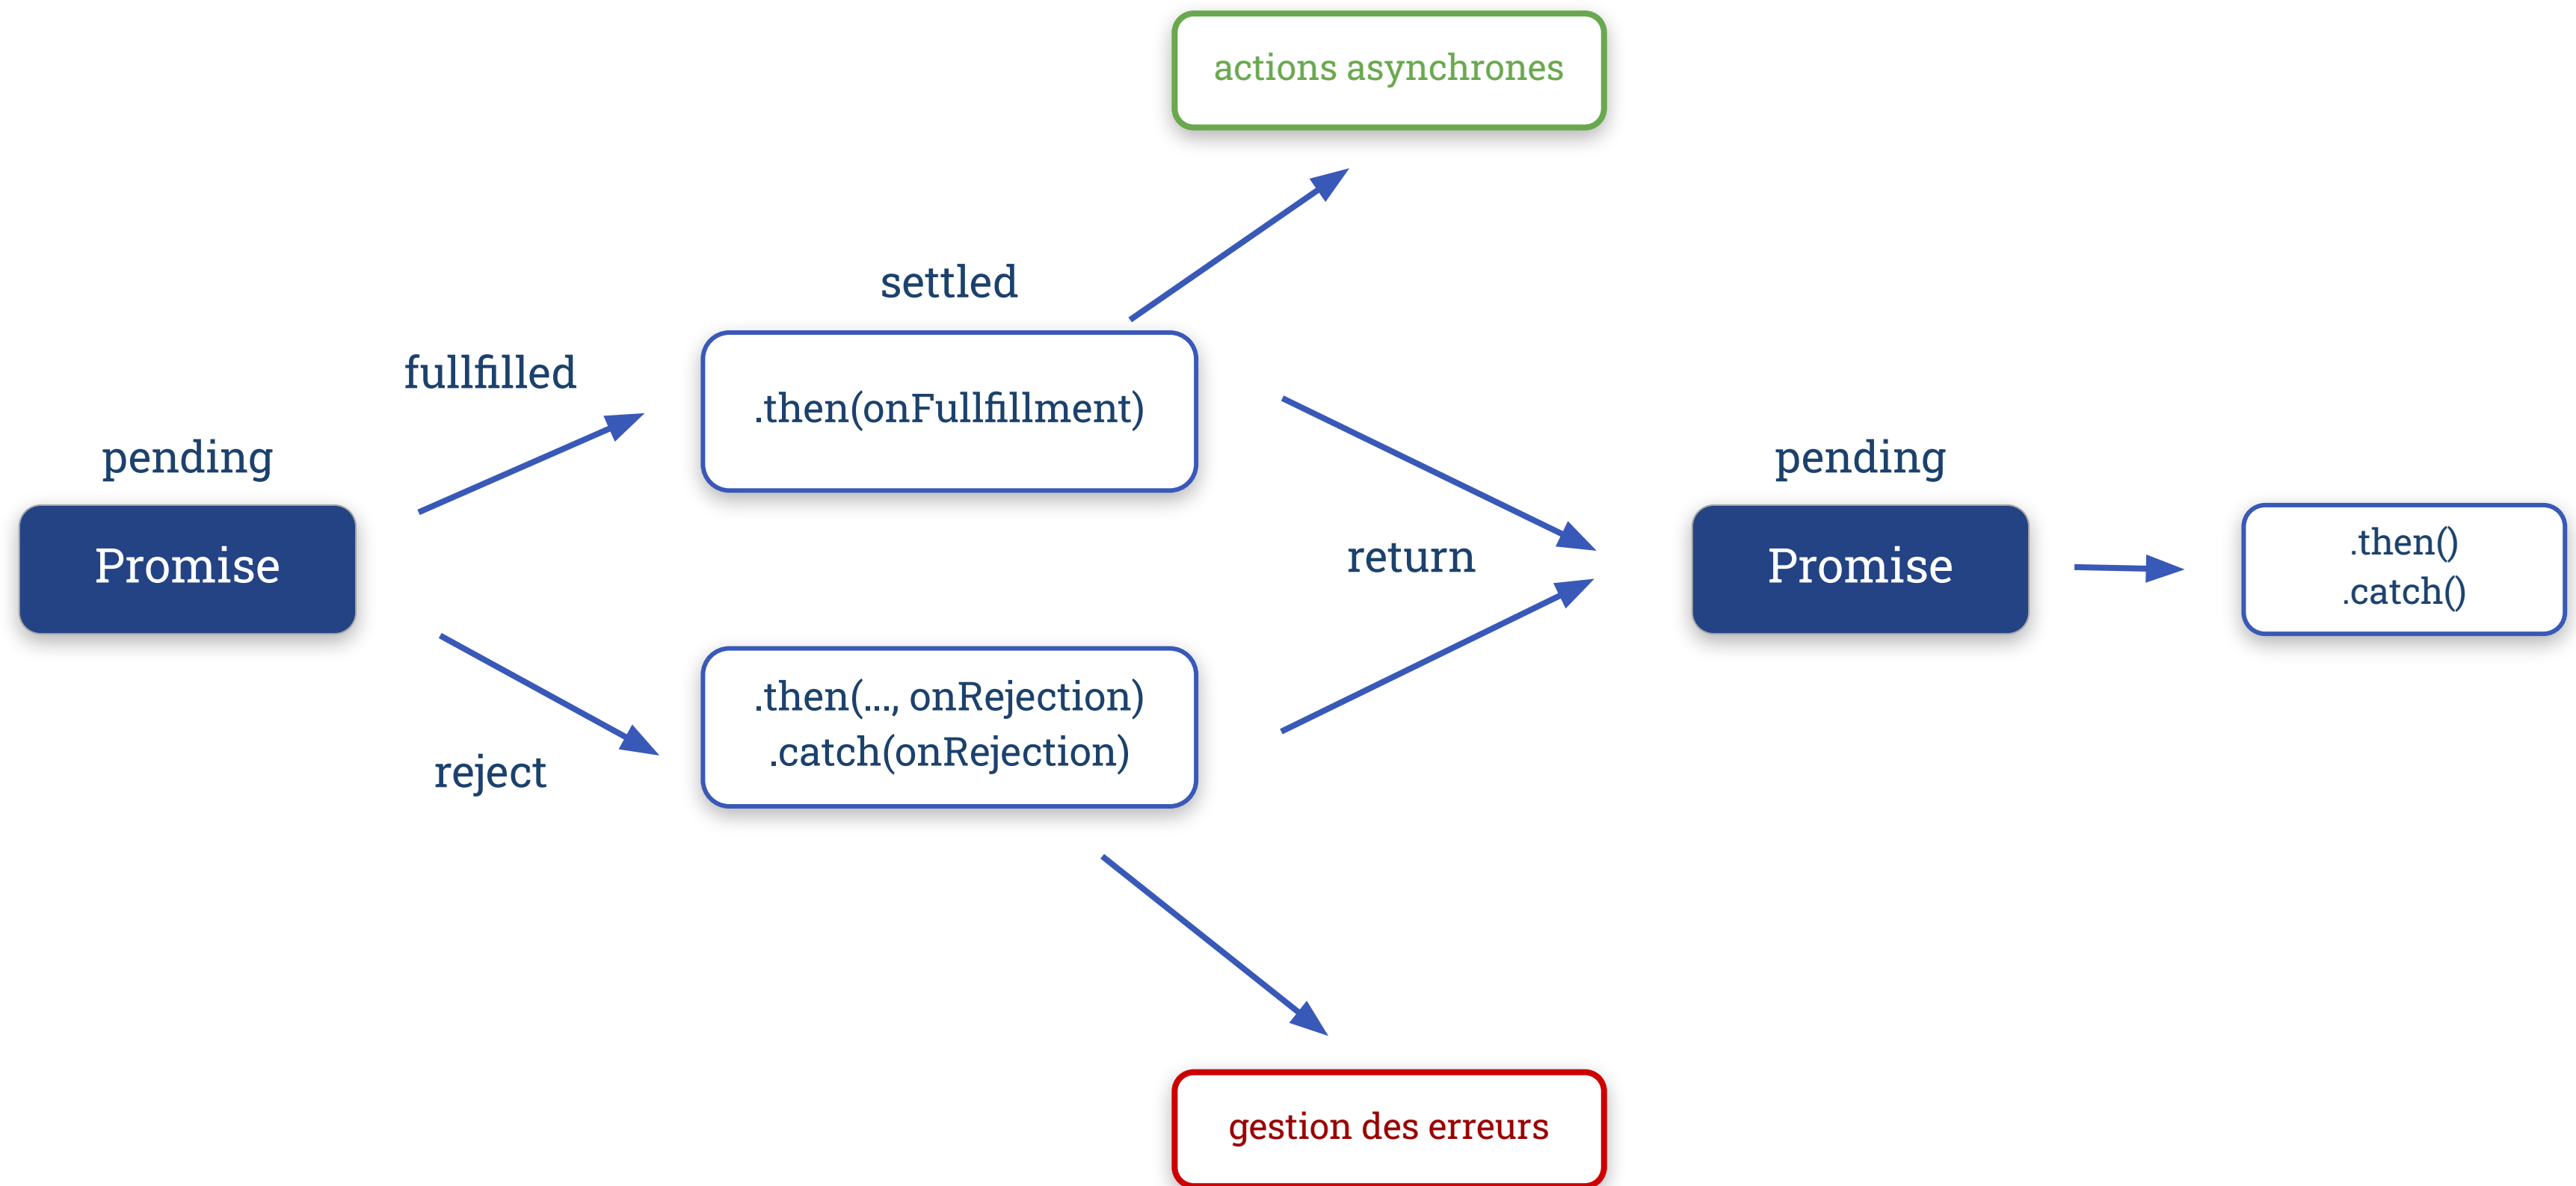 actions asynchrones
settled
fullfilled
.then(onFullfillment)
pending
Promise
return
pending
Promise
.then()
.catch()
.then(..., onRejection)
.catch(onRejection)
reject
gestion des erreurs